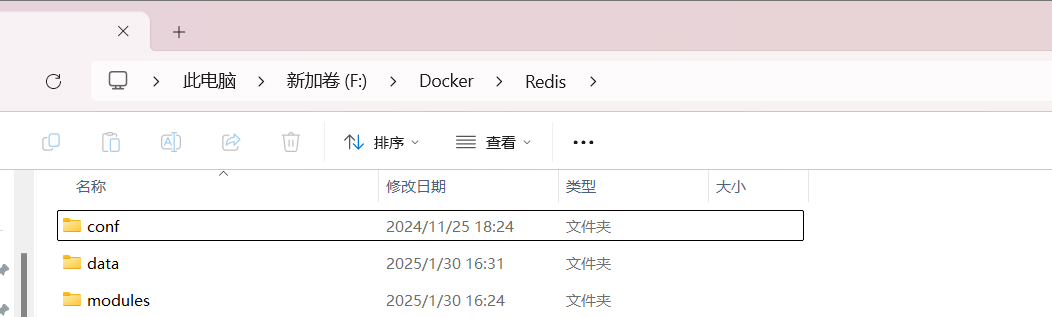 此电脑 新加卷 (F:) Docker Redis
排序 查看
名称 修改日期 类型 大小
conf 2024/11/25 18:24 文件夹
data 2025/1/30 16:31 文件夹
modules 2025/1/30 16:24 文件夹